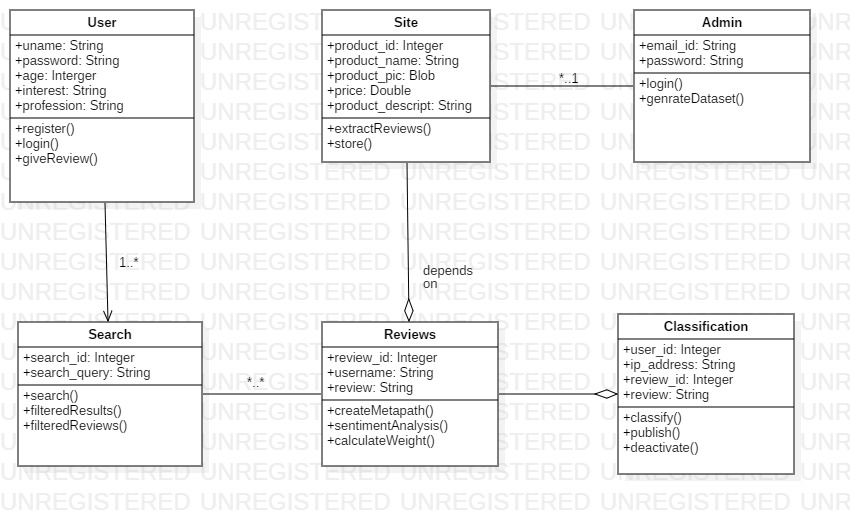 User
+uname: String
+password: String
+age: Interger
+interest: String
+profession: String
+register()
+login()
+giveReview()
Site
+product_id: Integer
+product_name: String
+product_pic: Blob
+price: Double
+product_descript: String
+extractReviews()
+store()
*..1
Admin
+email_id: String
+password: String
+login()
+genrateDataset()
1..*
depends
on
Search
+search_id: Integer
+search_query: String
+search()
+filteredResults()
+filteredReviews()
*..*
Reviews
+review_id: Integer
+username: String
+review: String
+createMetapath()
+sentimentAnalysis()
+calculateWeight()
Classification
+user_id: Integer
+ip_address: String
+review_id: Integer
+review: String
+classify()
+publish()
+deactivate()
UNREGISTERED